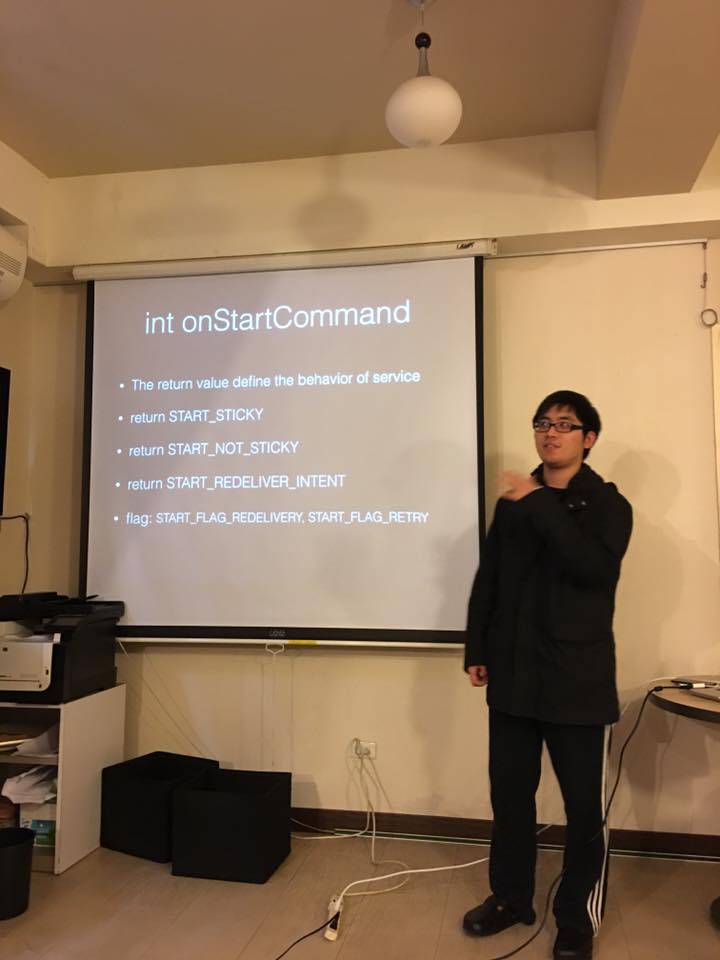 int onStartCommand
• The return value define the behavior of service
• return START_STICKY
• return START_NOT_STICKY
• return START_REDELIVER_INTENT
• flag: START_FLAG_REDELIVERY, START_FLAG_RETRY